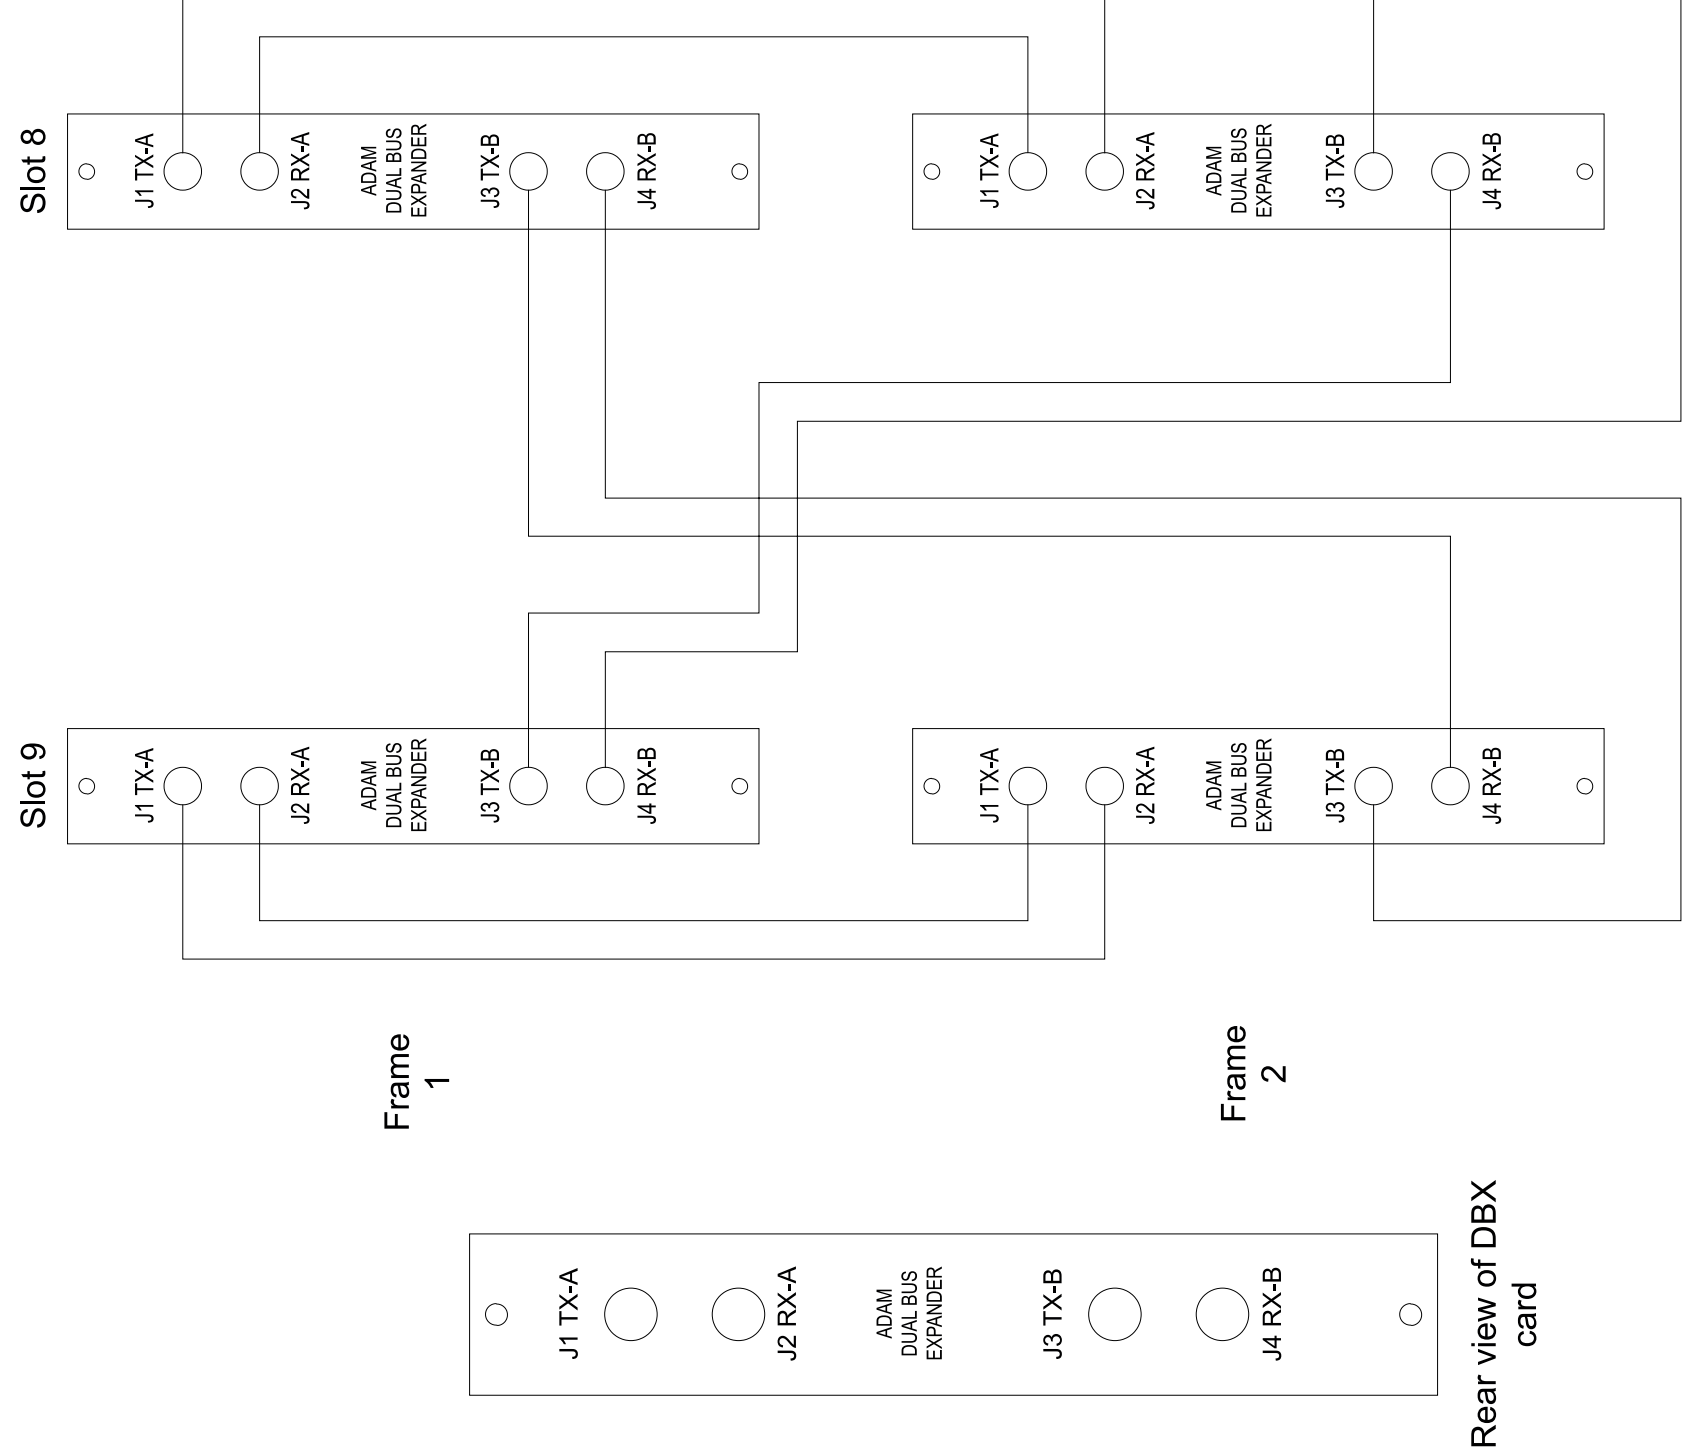 Slot 8
J1 TX-A
J2 RX-A
ADAM
DUAL BUS
EXPANDER
J3 TX-B
J4 RX-B
J1 TX-A
J2 RX-A
ADAM
DUAL BUS
EXPANDER
J3 TX-B
J4 RX-B
Slot 9
J1 TX-A
J2 RX-A
ADAM
DUAL BUS
EXPANDER
J3 TX-B
J4 RX-B
J1 TX-A
J2 RX-A
ADAM
DUAL BUS
EXPANDER
J3 TX-B
J4 RX-B
Frame
1
Frame
2
J1 TX-A
J2 RX-A
ADAM
DUAL BUS
EXPANDER
J3 TX-B
J4 RX-B
Rear view of DBX
card